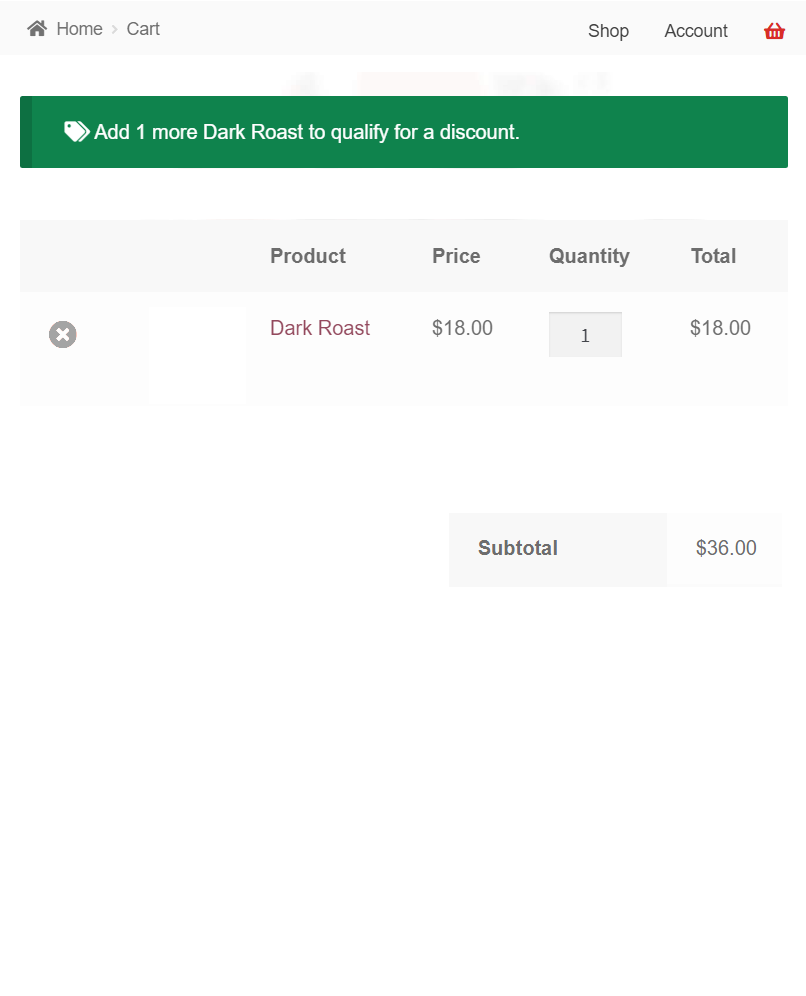 Home › Cart
Shop Account
Add 1 more Dark Roast to qualify for a discount.
Product Price Quantity Total
Dark Roast $18.00 1 $18.00
Subtotal $36.00